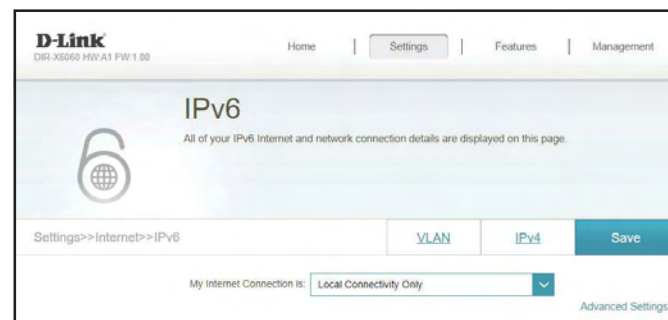 D-Link
DIR-X6060 HW:A1 FW:1.00
Home | Settings | Features | Management
IPv6
All of your IPv6 Internet and network connection details are displayed on this page.
Settings>>Internet>>IPv6
VLAN
IPv4
Save
My Internet Connection is: Local Connectivity Only
Advanced Settings